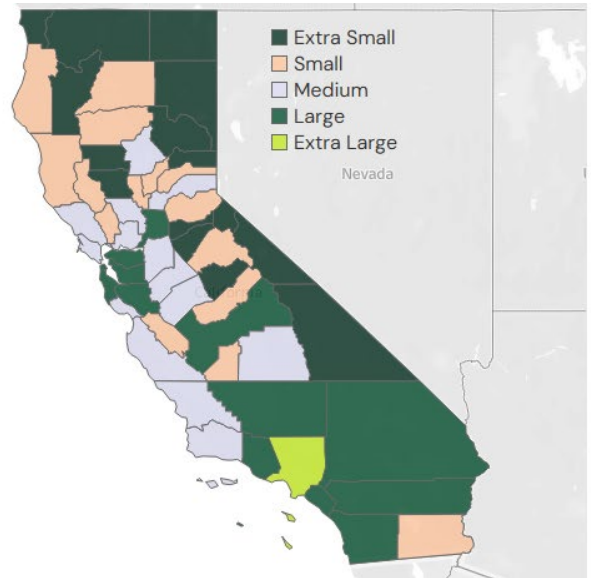 Extra Small
Small
Medium
Large
Extra Large
Nevada